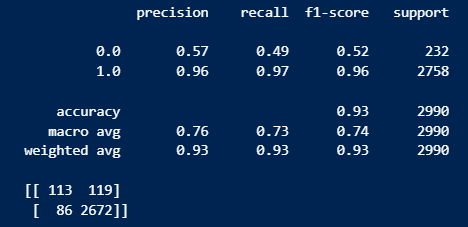 precision recall f1-score support
0.0 0.57 0.49 0.52 232
1.0 0.96 0.97 0.96 2758
accuracy 0.93 2990
macro avg 0.76 0.73 0.74 2990
weighted avg 0.93 0.93 0.93 2990
[[ 113 119]
[ 86 2672]]